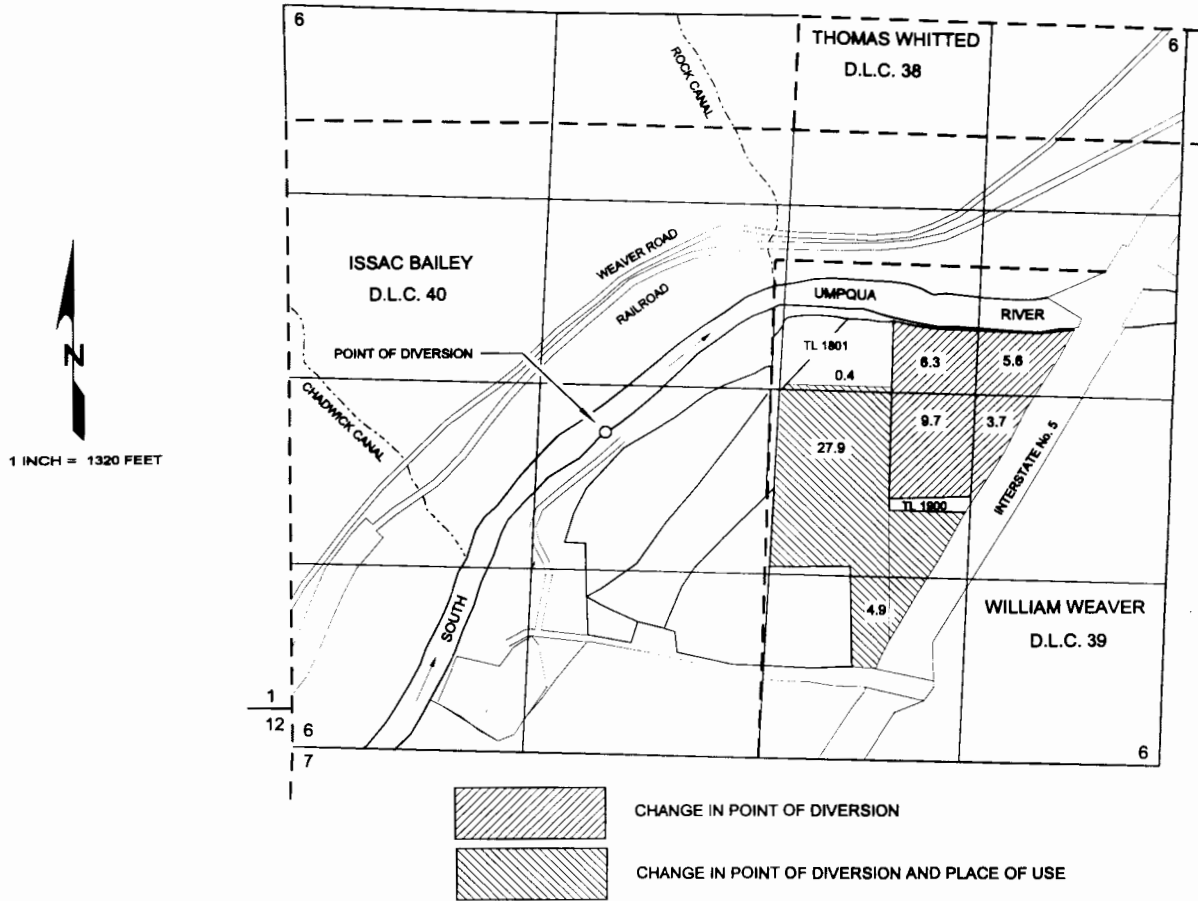 6
THOMAS WHITTED
D.L.C. 38
6
ROCK CANAL
ISSAC BAILEY
D.L.C. 40
WEAVER ROAD
RAILROAD
UMPQUA
RIVER
POINT OF DIVERSION
TL 1801
6.3
5.6
0.4
N
CHADWICK CANAL
1 INCH = 1320 FEET
27.9
9.7
3.7
INTERSTATE No. 5
TL 1900
SOUTH
4.9
WILLIAM WEAVER
D.L.C. 39
1
12
6
7
6
CHANGE IN POINT OF DIVERSION
CHANGE IN POINT OF DIVERSION AND PLACE OF USE